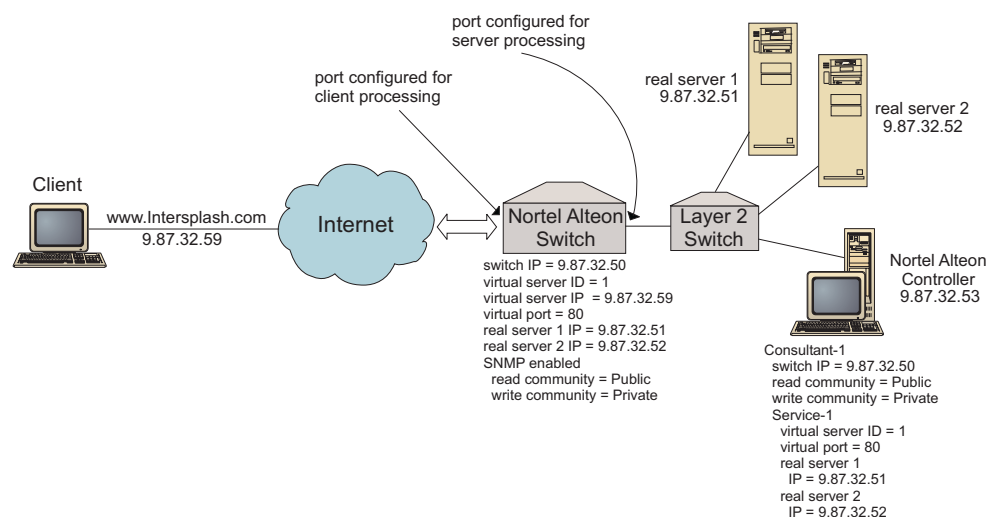 port configured for
server processing
port configured for
client processing
real server 1
9.87.32.51
real server 2
9.87.32.52
Client
www.Intersplash.com
9.87.32.59
Internet
Nortel Alteon
Switch
Layer 2
Switch
switch IP = 9.87.32.50
virtual server ID = 1
virtual server IP = 9.87.32.59
virtual port = 80
real server 1 IP = 9.87.32.51
real server 2 IP = 9.87.32.52
SNMP enabled
read community = Public
write community = Private
Nortel Alteon
Controller
9.87.32.53
Consultant-1
switch IP = 9.87.32.50
read community = Public
write community = Private
Service-1
virtual server ID = 1
virtual port = 80
real server 1
IP = 9.87.32.51
real server 2
IP = 9.87.32.52